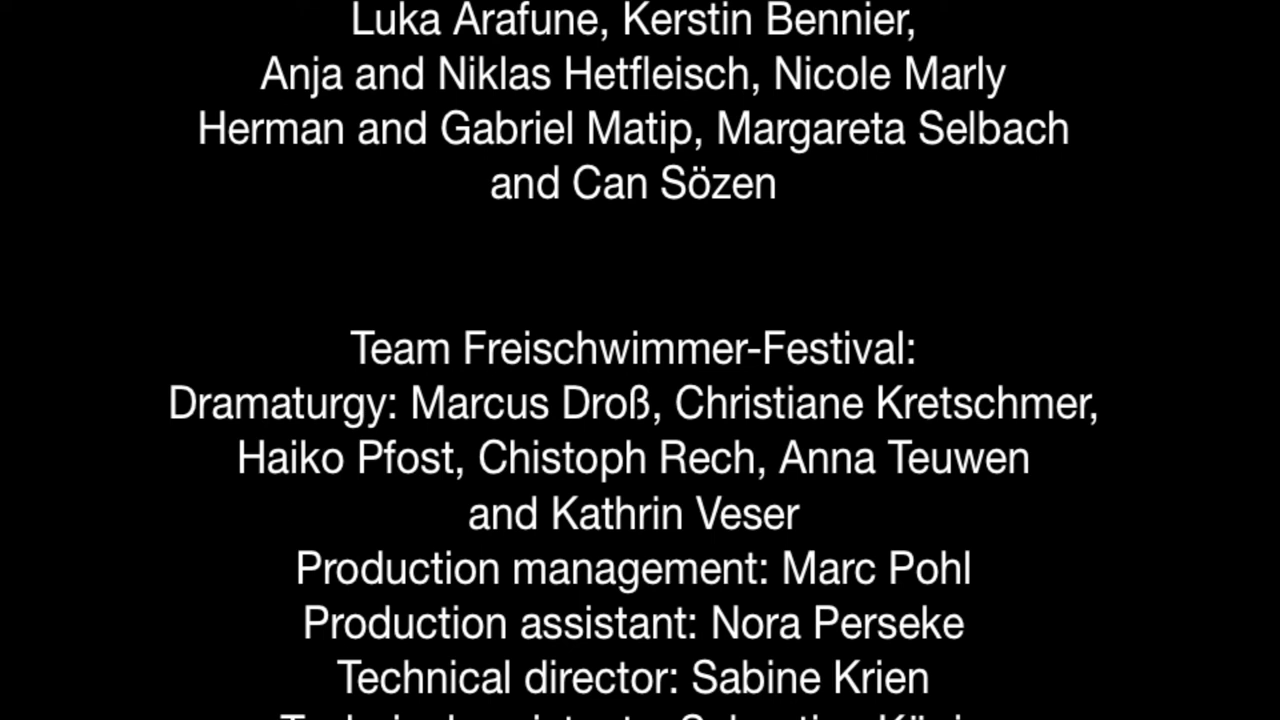 Luka Arafune, Kerstin Bennier,
Anja and Niklas Hetfleisch, Nicole Marly
Herman and Gabriel Matip, Margareta Selbach
and Can Sözen
Team Freischwimmer-Festival:
Dramaturgy: Marcus Droß, Christiane Kretschmer,
Haiko Pfost, Chistoph Rech, Anna Teuwen
and Kathrin Veser
Production management: Marc Pohl
Production assistant: Nora Perseke
Technical director: Sabine Krien